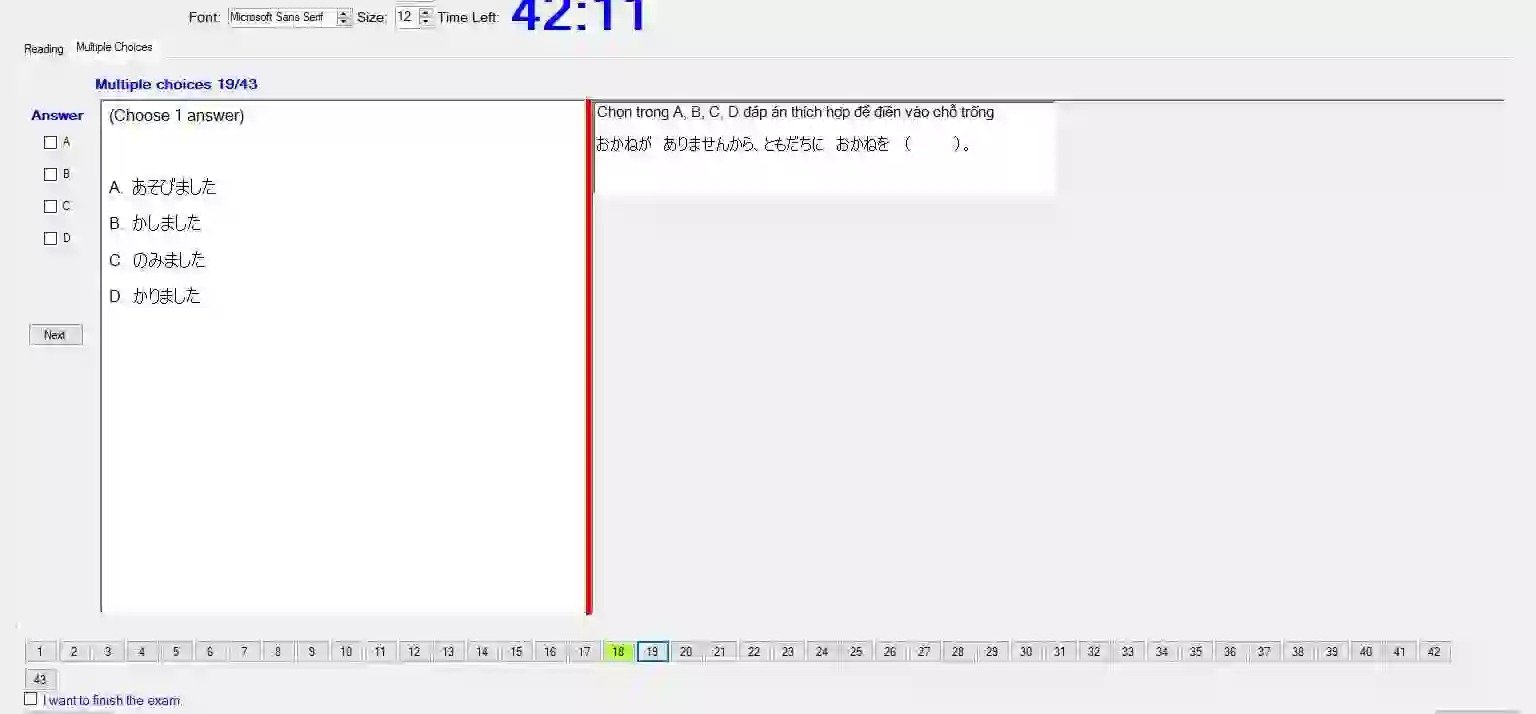 Font: Microsoft Sans Serif Size: 12 Time Left: 42:11
Reading Multiple Choices
Multiple choices 19/43
Answer
A
B
C
D
Next
(Choose 1 answer)
A. あそびました
B. かしました
C のみました
D かりました
Chọn trong A, B, C, D đáp án thích hợp để điền vào chỗ trống
おかねが ありませんから、ともだちに おかねを ( )。
1 2 3 4 5 6 7 8 9 10 11 12 13 14 15 16 17 18 19 20 21 22 23 24 25 26 27 28 29 30 31 32 33 34 35 36 37 38 39 40 41 42
43
I want to finish the exam.